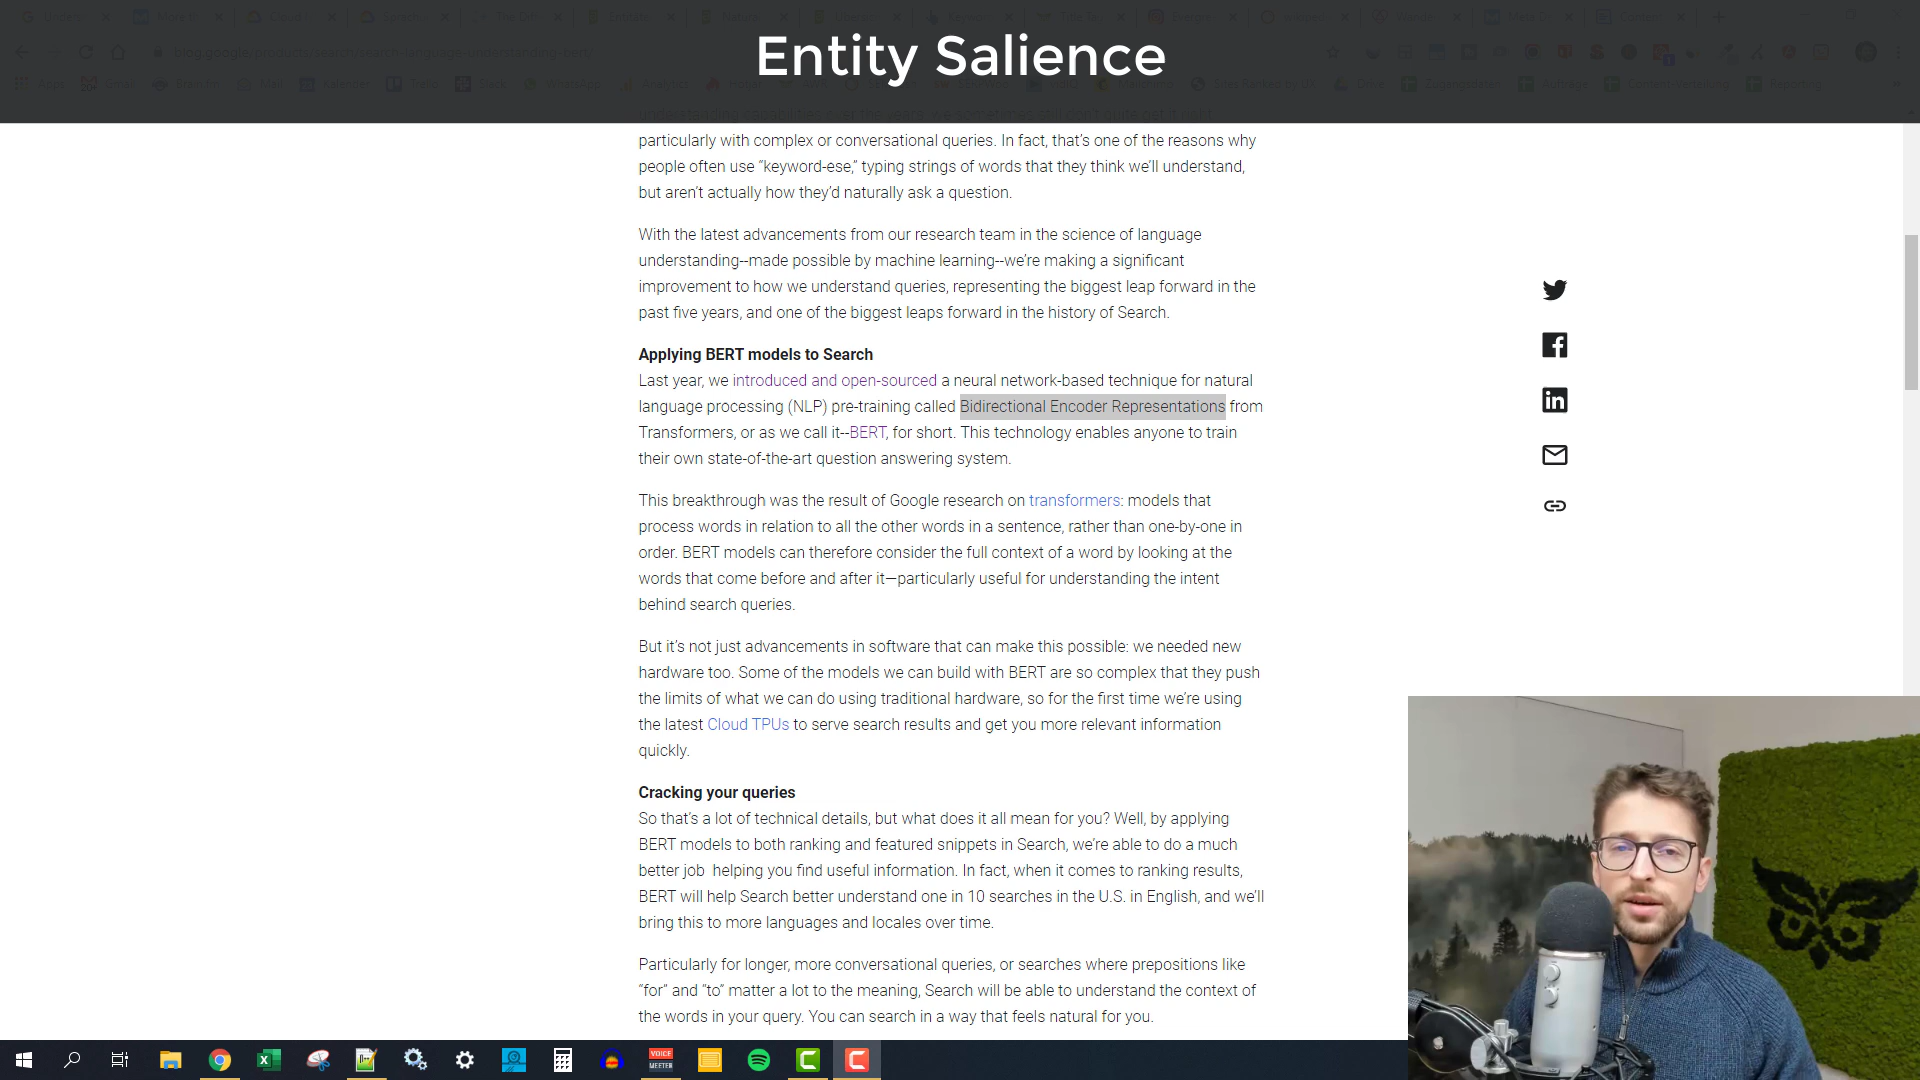 Entity Salience
particularly with complex or conversational queries. In fact, that’s one of the reasons why
people often use “keyword-ese,” typing strings of words that they think we’ll understand,
but aren’t actually how they’d naturally ask a question.
With the latest advancements from our research team in the science of language
understanding--made possible by machine learning--we’re making a significant
improvement to how we understand queries, representing the biggest leap forward in the
past five years, and one of the biggest leaps forward in the history of Search.
Applying BERT models to Search
Last year, we introduced and open-sourced a neural network-based technique for natural
language processing (NLP) pre-training called Bidirectional Encoder Representations from
Transformers, or as we call it--BERT, for short. This technology enables anyone to train
their own state-of-the-art question answering system.
This breakthrough was the result of Google research on transformers: models that
process words in relation to all the other words in a sentence, rather than one-by-one in
order. BERT models can therefore consider the full context of a word by looking at the
words that come before and after it—particularly useful for understanding the intent
behind search queries.
But it’s not just advancements in software that can make this possible: we needed new
hardware too. Some of the models we can build with BERT are so complex that they push
the limits of what we can do using traditional hardware, so for the first time we’re using
the latest Cloud TPUs to serve search results and get you more relevant information
quickly.
Cracking your queries
So that’s a lot of technical details, but what does it all mean for you? Well, by applying
BERT models to both ranking and featured snippets in Search, we’re able to do a much
better job helping you find useful information. In fact, when it comes to ranking results,
BERT will help Search better understand one in 10 searches in the U.S. in English, and we’ll
bring this to more languages and locales over time.
Particularly for longer, more conversational queries, or searches where prepositions like
“for” and “to” matter a lot to the meaning, Search will be able to understand the context of
the words in your query. You can search in a way that feels natural for you.
VOICE
MEETER